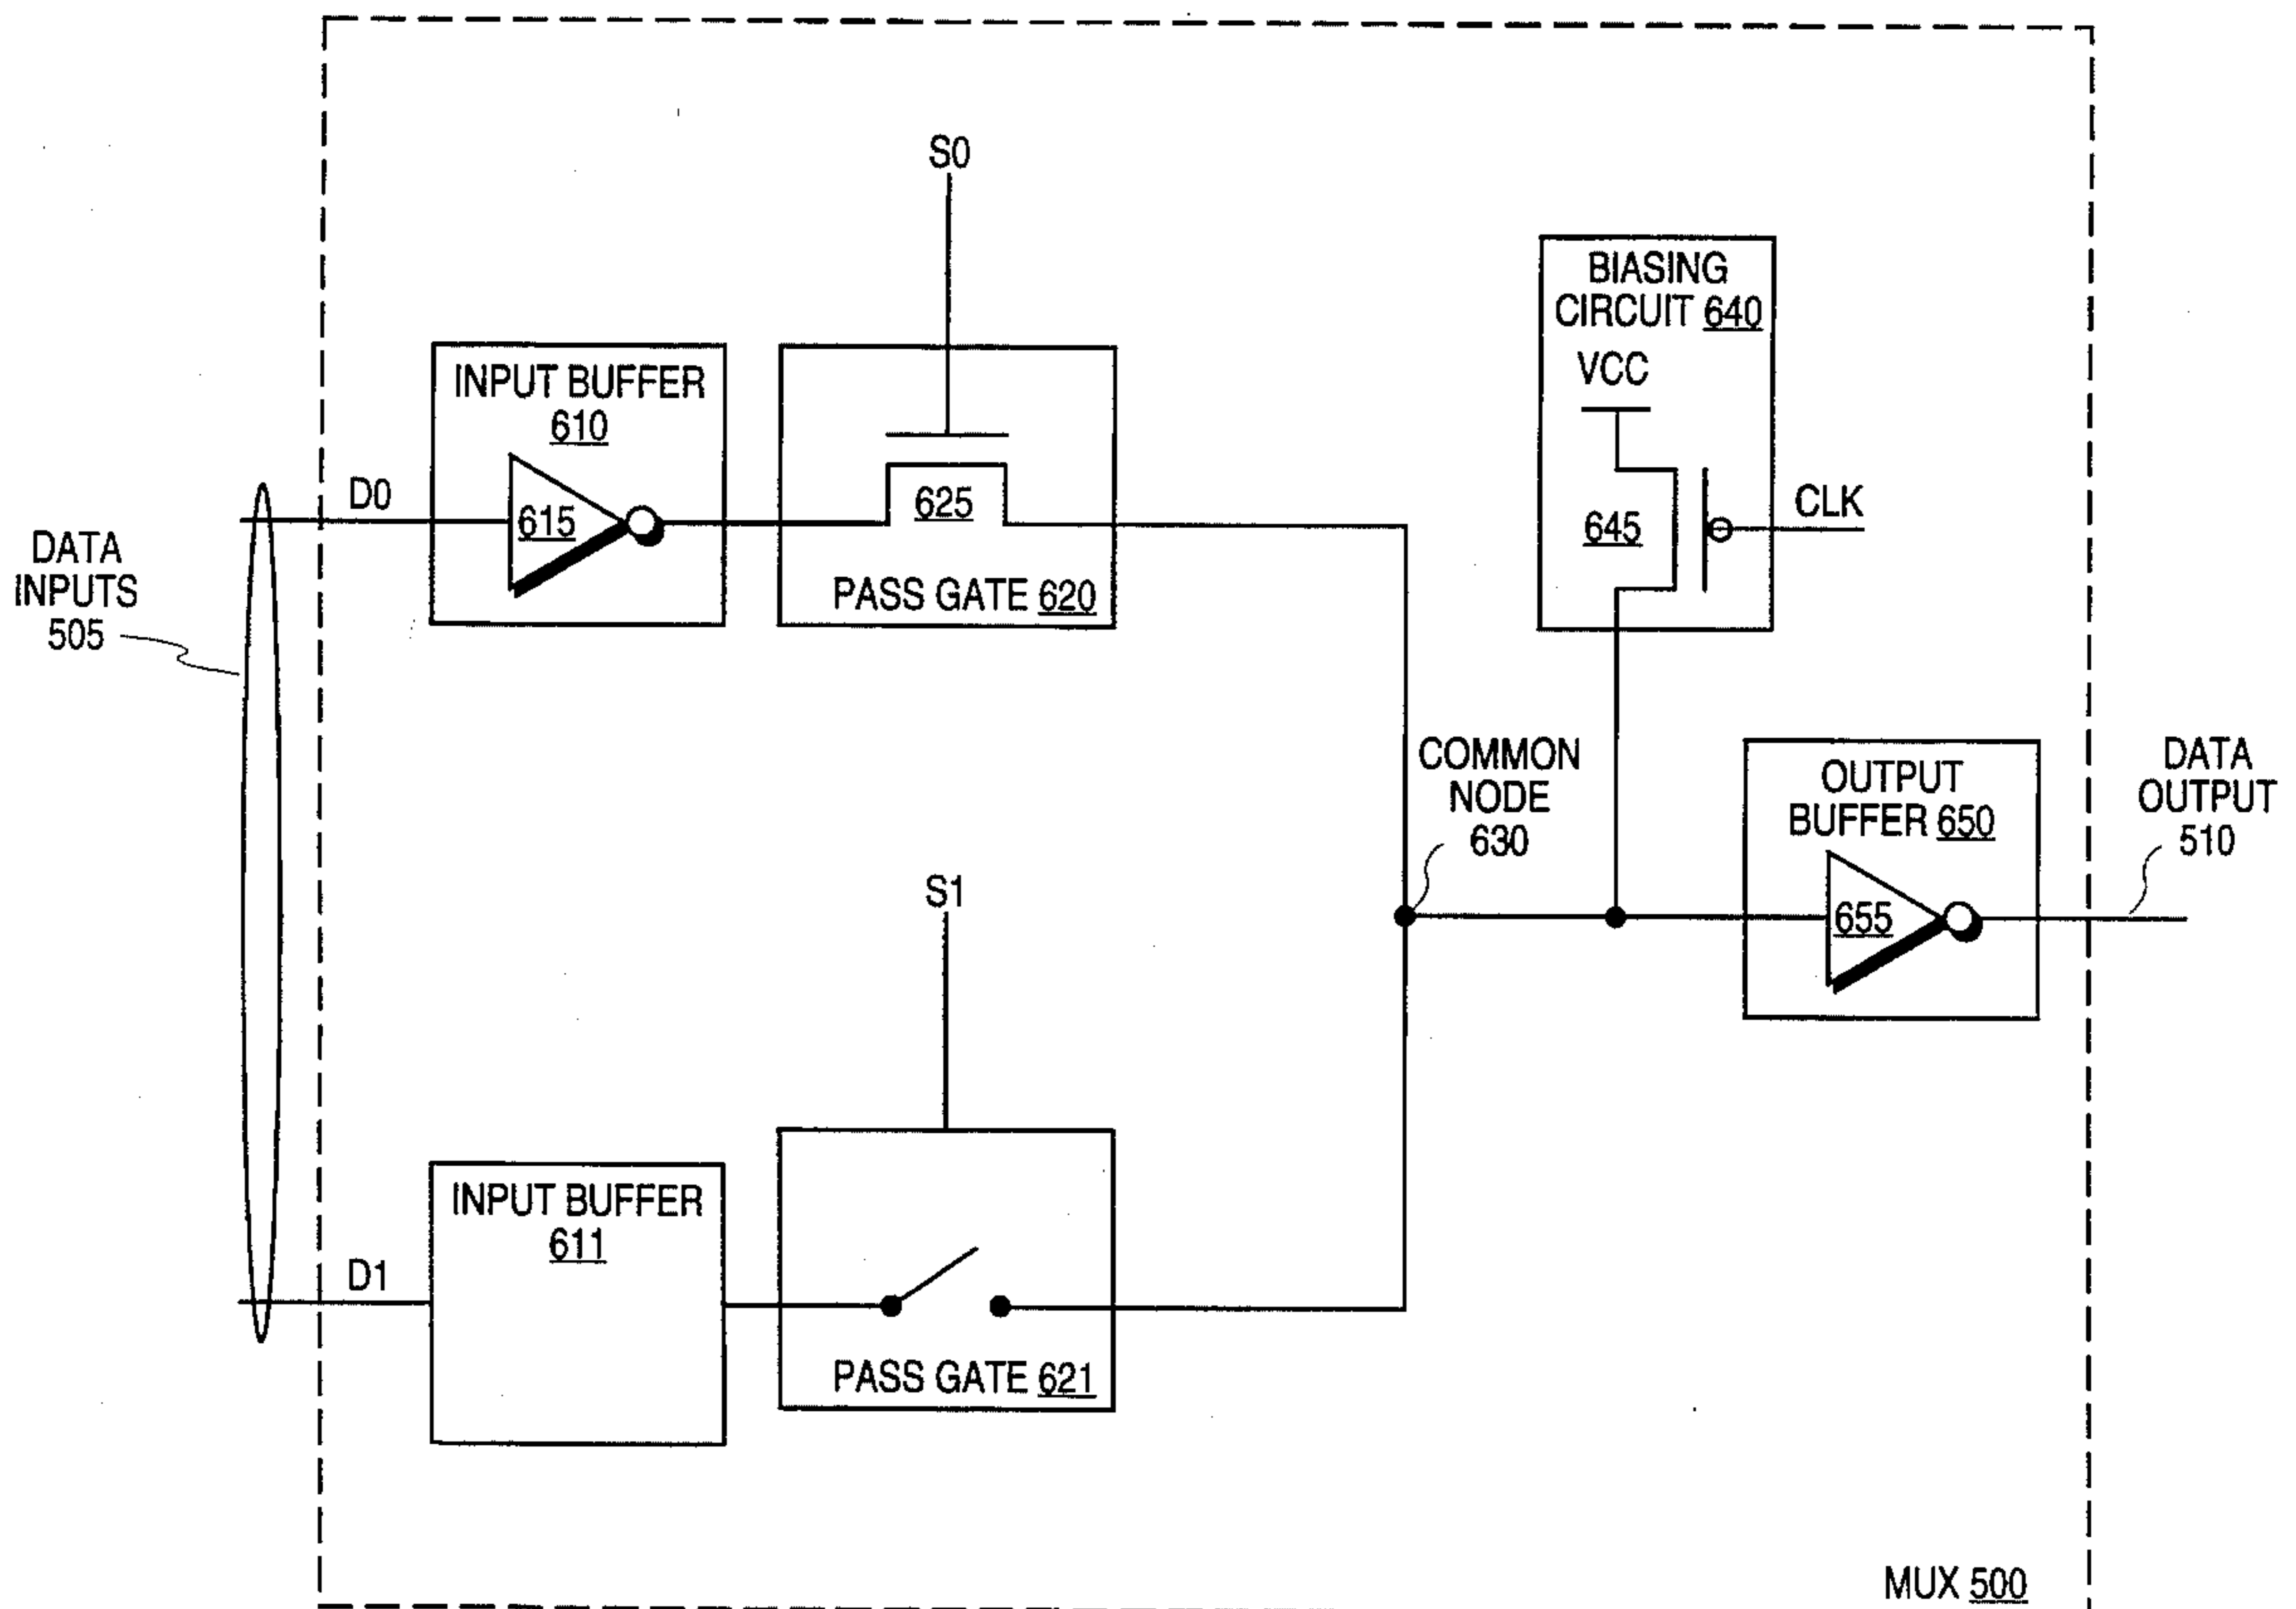 S0
BIASING
CIRCUIT 640
VCC
CLK
645
INPUT BUFFER
610
D0
615
625
PASS GATE 620
DATA
INPUTS
505
COMMON
NODE
630
OUTPUT
BUFFER 650
655
DATA
OUTPUT
510
S1
INPUT BUFFER
611
D1
PASS GATE 621
MUX 500